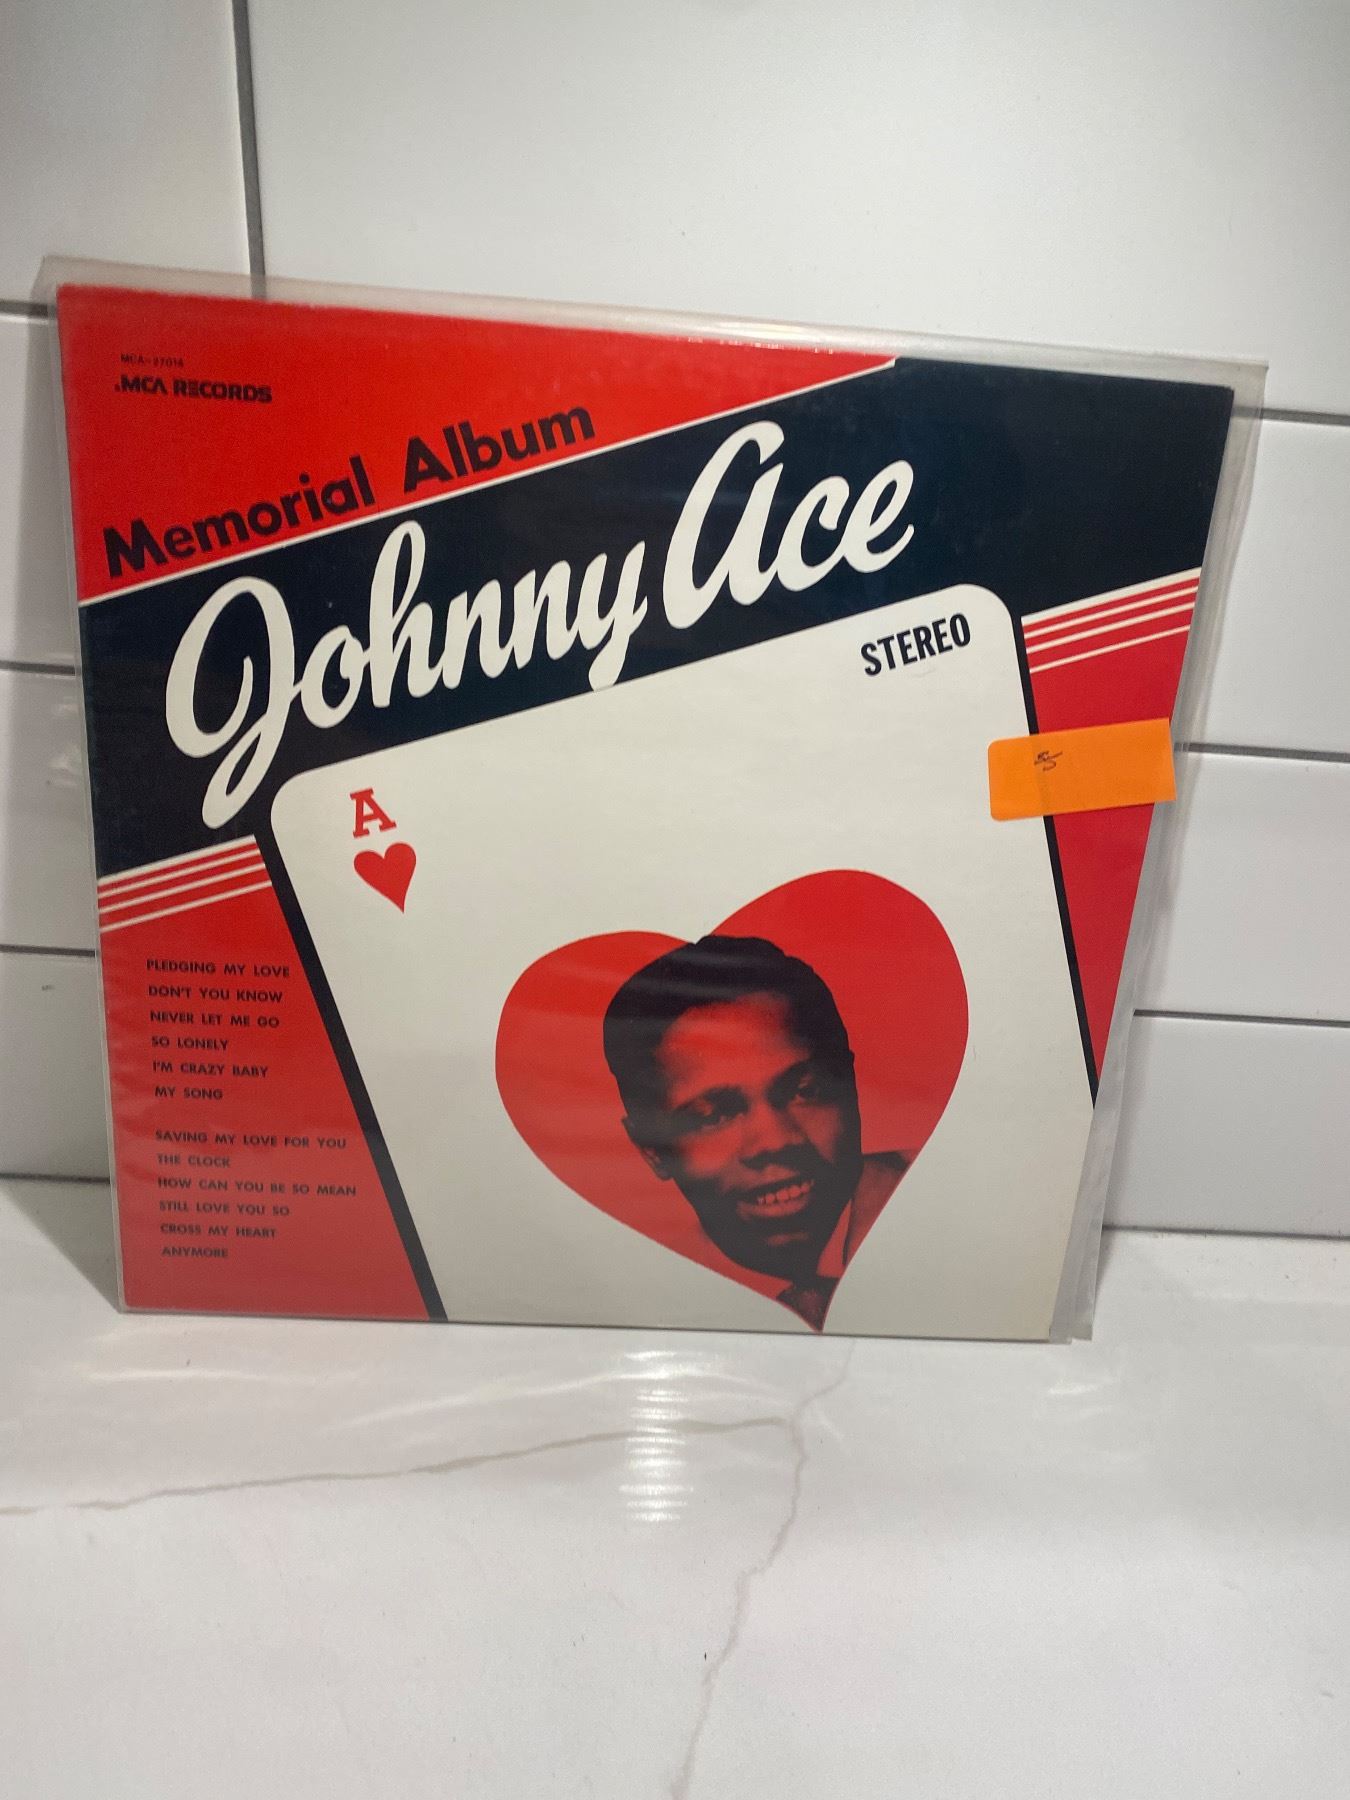 MCA-27014
MCA RECORDS
Memorial Album
Johnny Ace
STEREO
A
PLEDGING MY LOVE
DON'T YOU KNOW
NEVER LET ME GO
SO LONELY
I'M CRAZY BABY
MY SONG
SAVING MY LOVE FOR YOU
THE CLOCK
HOW CAN YOU BE SO MEAN
STILL LOVE YOU SO
CROSS MY HEART
ANYMORE